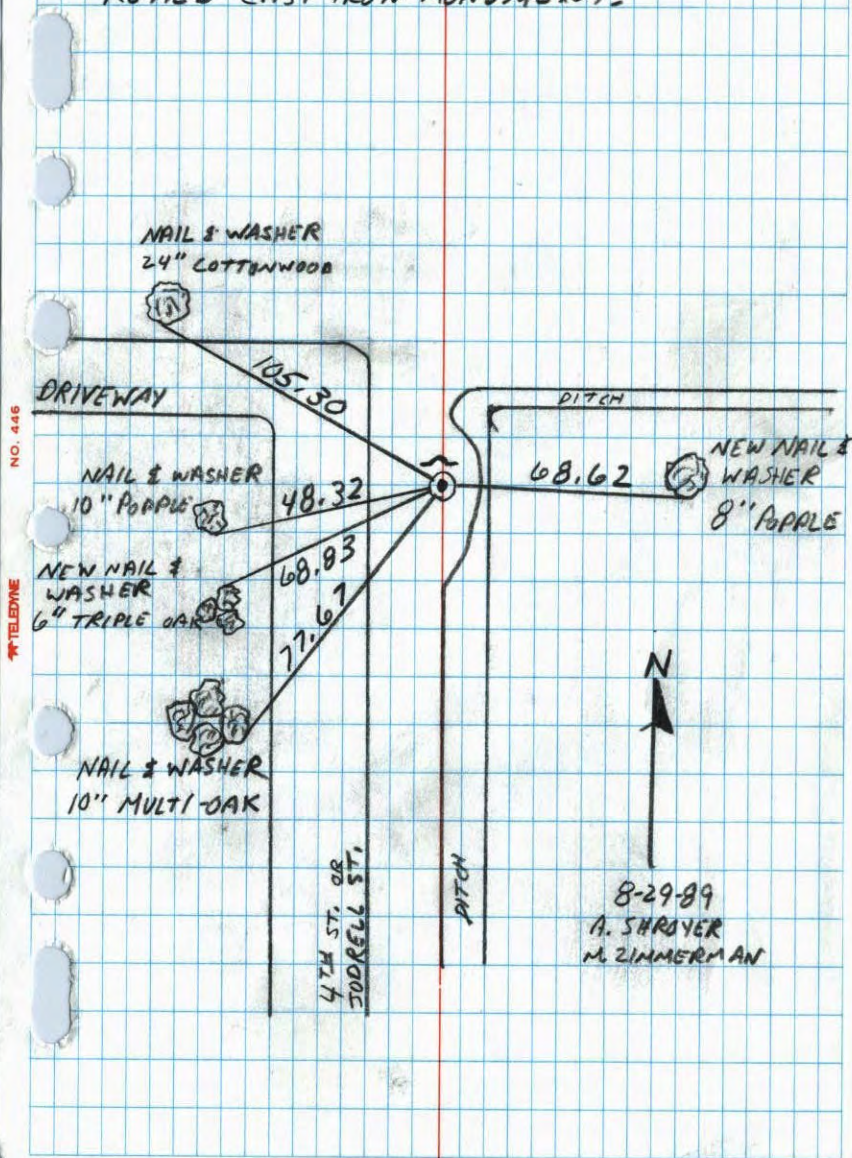 NAIL & WASHER
24" COTTONWOOD
105.30
DRIVEWAY
DITCH
NO. 446
NAIL & WASHER
10" POPPLE
48.32
68.62
NEW NAIL &
WASHER
8" POPPLE
NEW NAIL &
WASHER
6" TRIPLE OAK
68.83
77.67
TELEDYNE
N
NAIL & WASHER
10" MULTI-OAK
4TH ST. OR
JODRELL ST.
DITCH
8-29-89
A. SHROYER
M. ZIMMERMAN